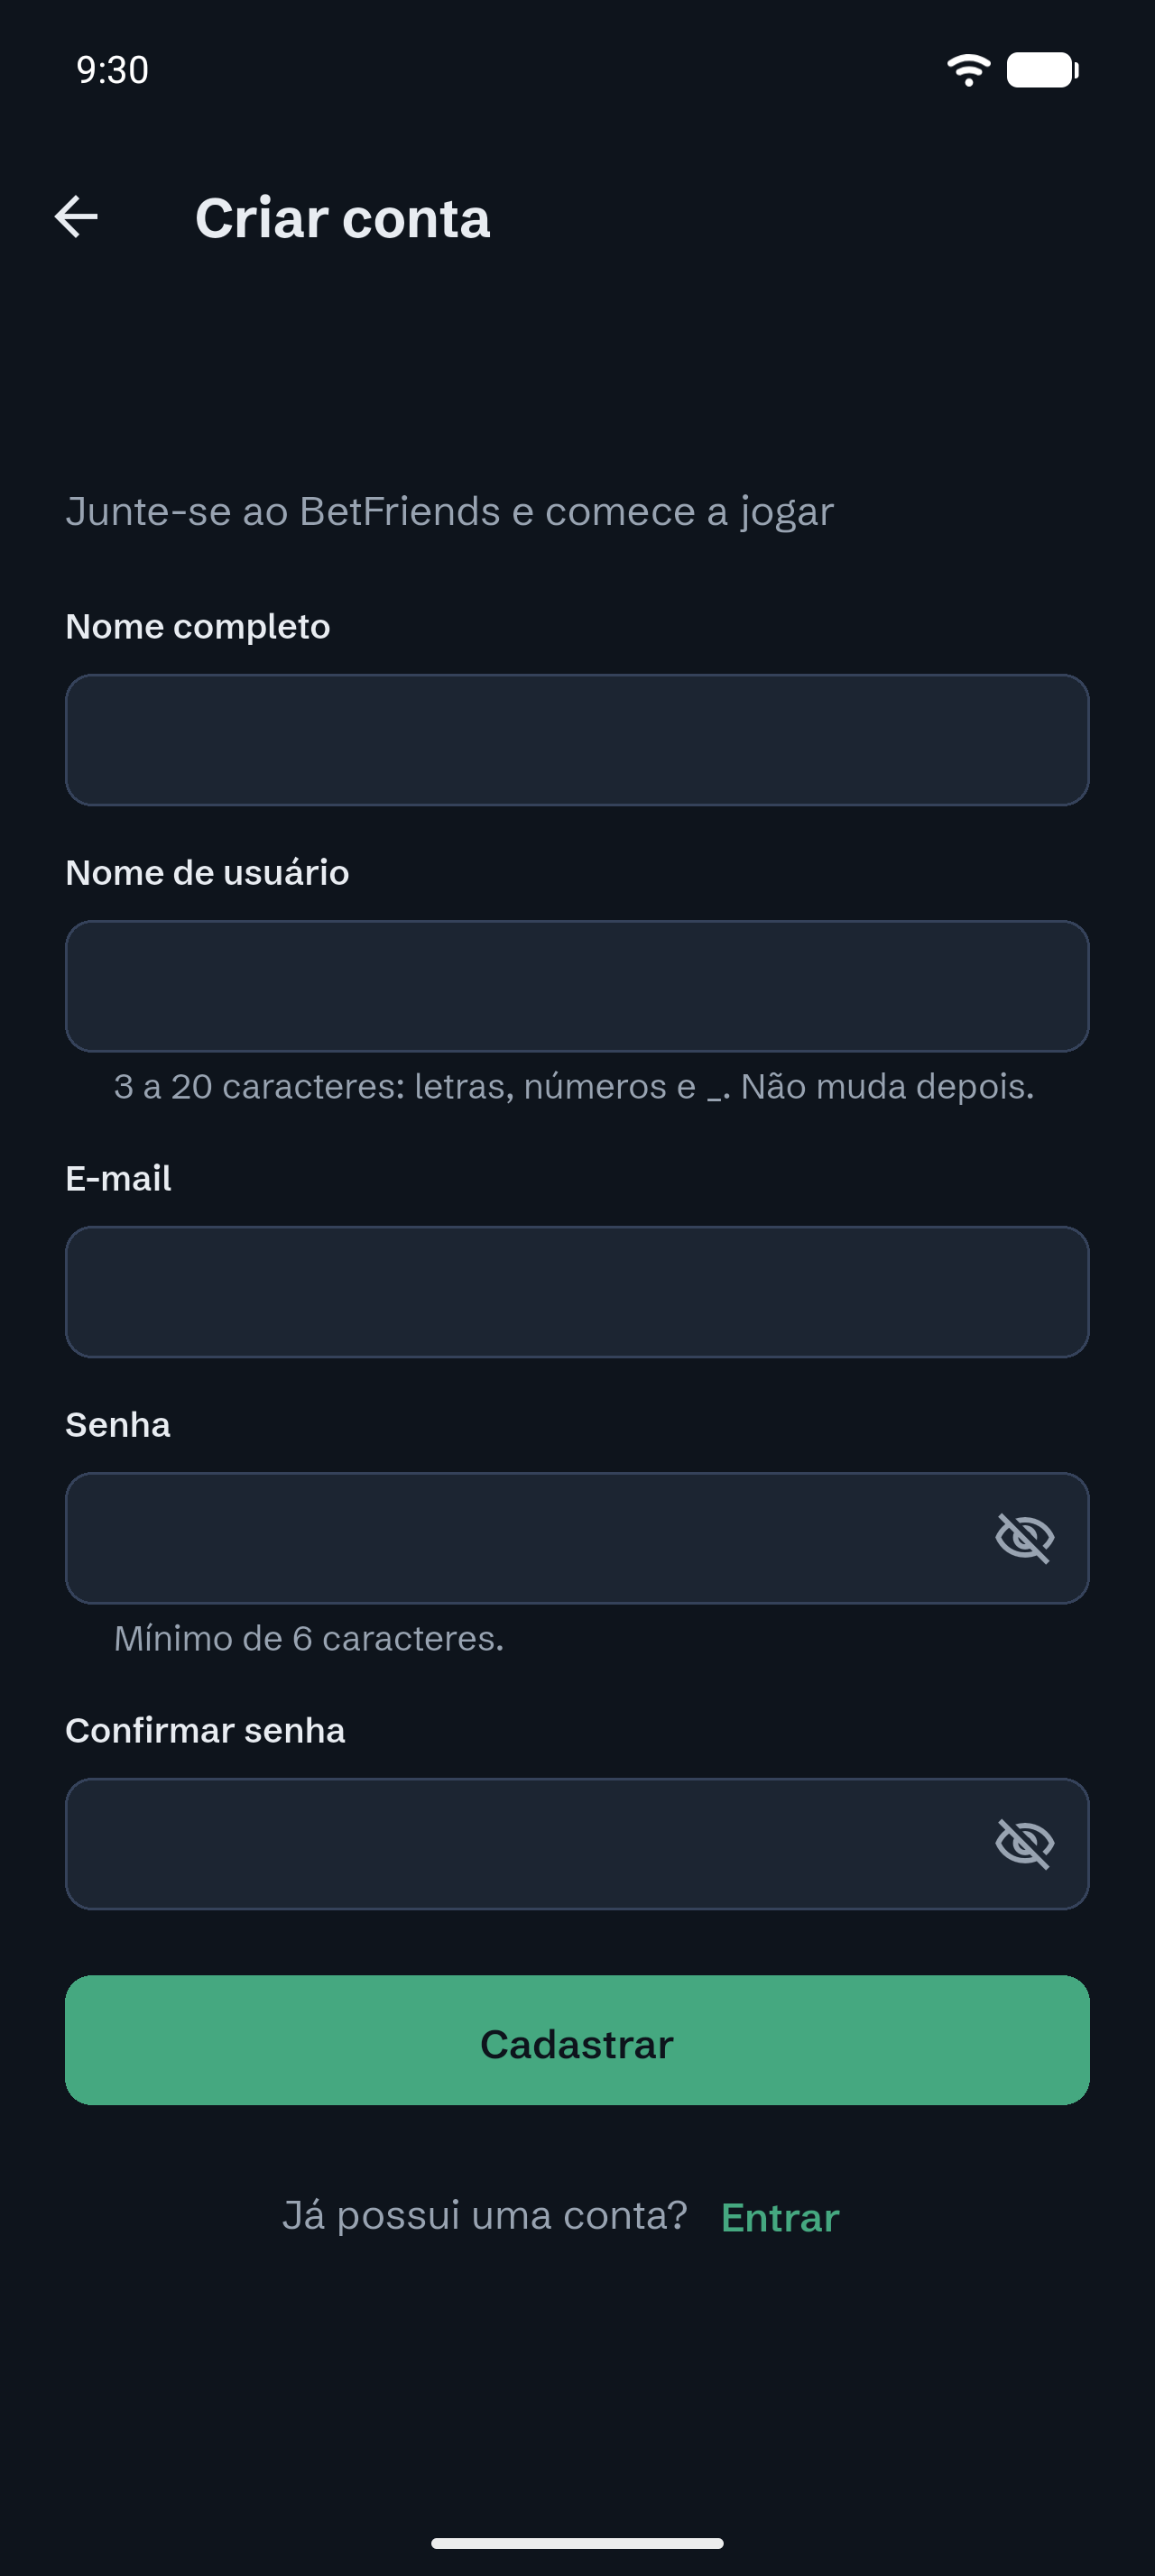 9:30
Criar conta
Junte-se ao BetFriends e comece a jogar
Nome completo
Nome de usuário
3 a 20 caracteres: letras, números e _. Não muda depois.
E-mail
Senha
Mínimo de 6 caracteres.
Confirmar senha
Cadastrar
Já possui uma conta? Entrar